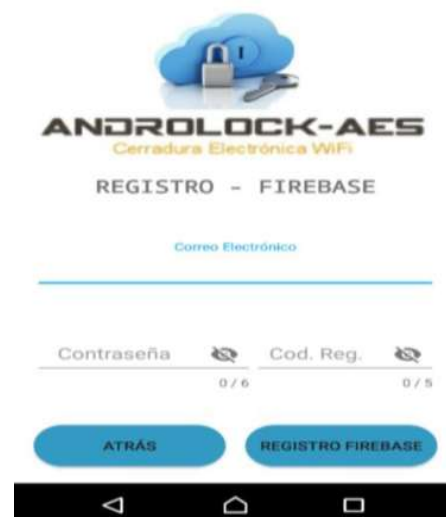 ANDROLOCK-AES
Cerradura Electrónica WiFi
REGISTRO - FIREBASE
Correo Electrónico
Contraseña Cod. Reg.
0/6 0/5
ATRÁS REGISTRO FIREBASE